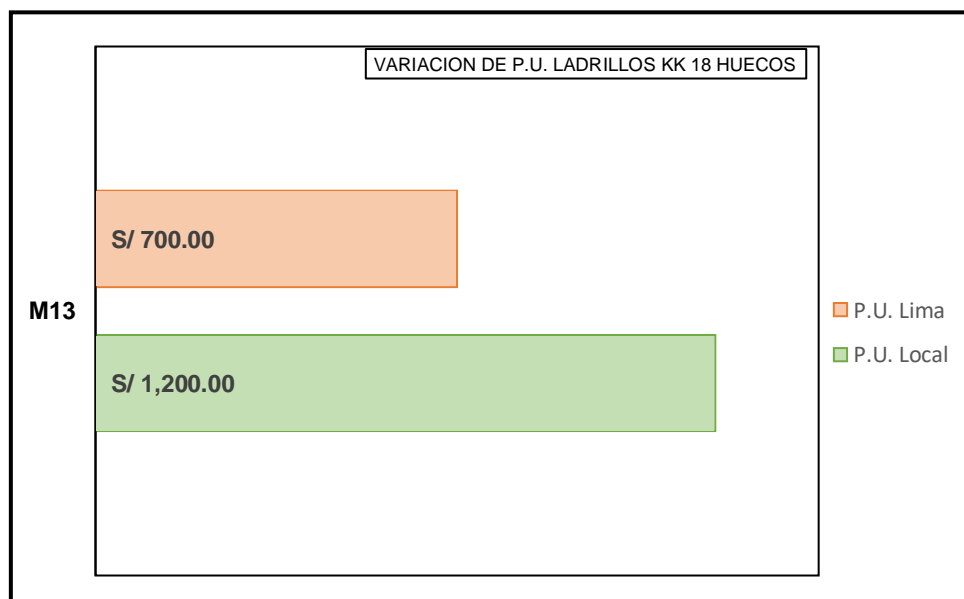 VARIACION DE P.U. LADRILLOS KK 18 HUECOS
S/ 700.00
M13
S/ 1,200.00
P.U. Lima
P.U. Local